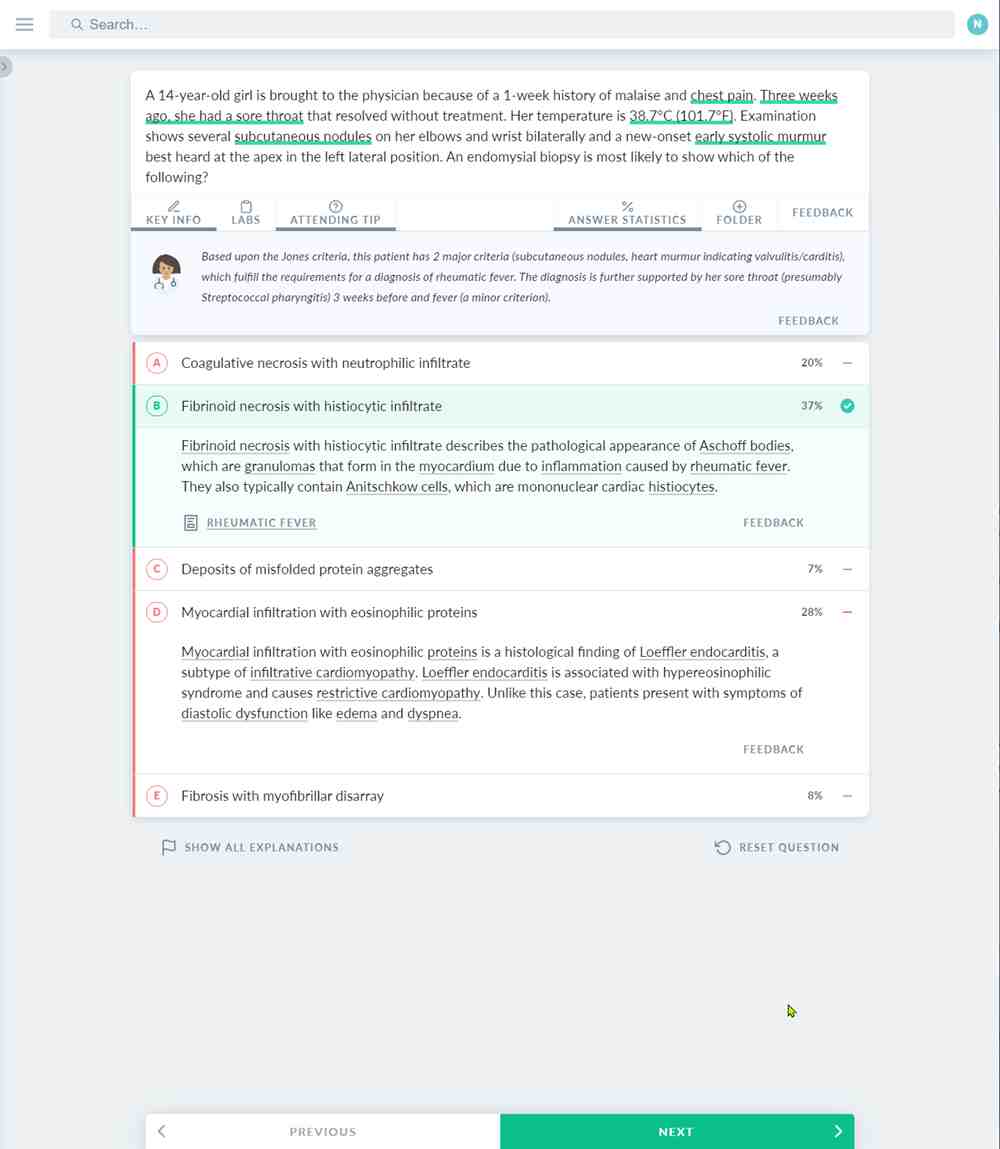 Search...
N
A 14-year-old girl is brought to the physician because of a 1-week history of malaise and chest pain. Three weeks
ago, she had a sore throat that resolved without treatment. Her temperature is 38.7°C (101.7°F). Examination
shows several subcutaneous nodules on her elbows and wrist bilaterally and a new-onset early systolic murmur
best heard at the apex in the left lateral position. An endomysial biopsy is most likely to show which of the
following?
KEY INFO LABS ATTENDING TIP ANSWER STATISTICS FOLDER FEEDBACK
Based upon the Jones criteria, this patient has 2 major criteria (subcutaneous nodules, heart murmur indicating valvulitis/carditis),
which fulfill the requirements for a diagnosis of rheumatic fever. The diagnosis is further supported by her sore throat (presumably
Streptococcal pharyngitis) 3 weeks before and fever (a minor criterion).
FEEDBACK
A Coagulative necrosis with neutrophilic infiltrate 20%
B Fibrinoid necrosis with histiocytic infiltrate 37%
Fibrinoid necrosis with histiocytic infiltrate describes the pathological appearance of Aschoff bodies,
which are granulomas that form in the myocardium due to inflammation caused by rheumatic fever.
They also typically contain Anitschkow cells, which are mononuclear cardiac histiocytes.
RHEUMATIC FEVER FEEDBACK
C Deposits of misfolded protein aggregates 7%
D Myocardial infiltration with eosinophilic proteins 28%
Myocardial infiltration with eosinophilic proteins is a histological finding of Loeffler endocarditis, a
subtype of infiltrative cardiomyopathy. Loeffler endocarditis is associated with hypereosinophilic
syndrome and causes restrictive cardiomyopathy. Unlike this case, patients present with symptoms of
diastolic dysfunction like edema and dyspnea.
FEEDBACK
E Fibrosis with myofibrillar disarray 8%
SHOW ALL EXPLANATIONS RESET QUESTION
PREVIOUS NEXT